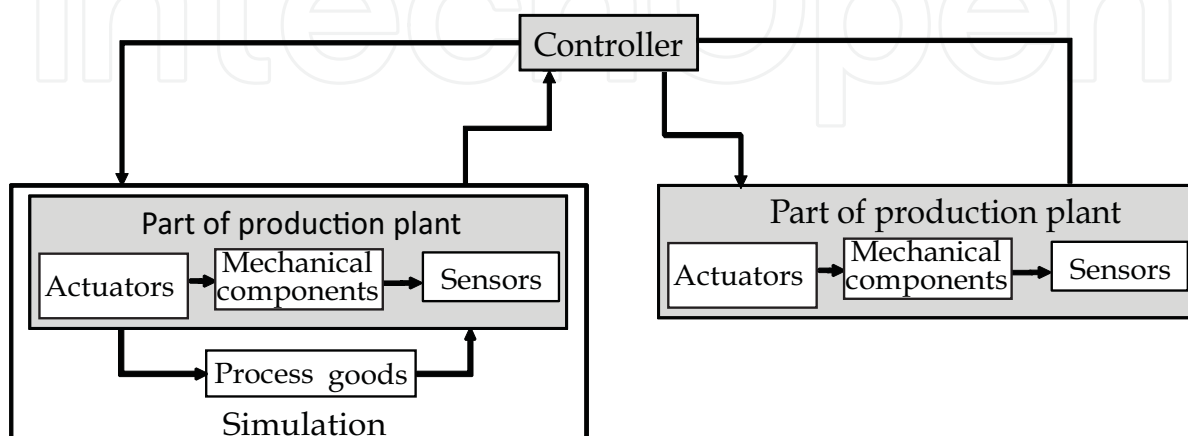 IntechOpen
Controller
Part of production plant
Actuators
Mechanical
components
Sensors
Process goods
Simulation
Part of production plant
Actuators
Mechanical
components
Sensors